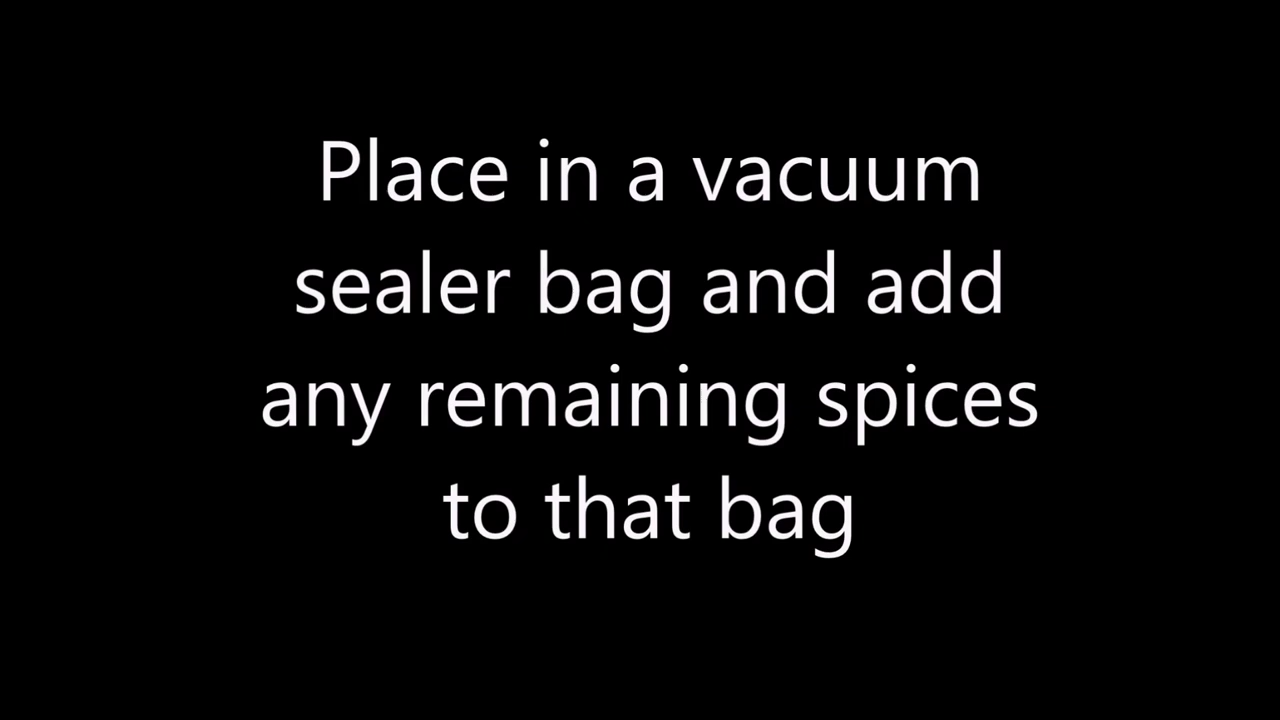 Place in a vacuum
sealer bag and add
any remaining spices
to that bag